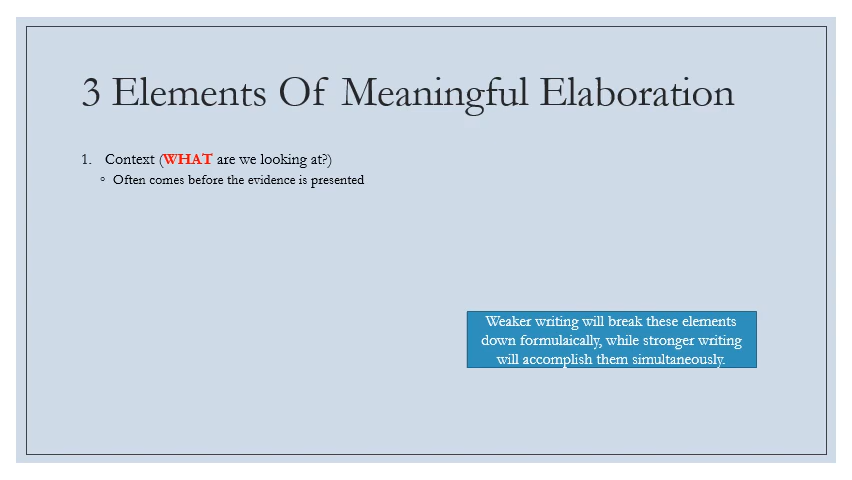 3 Elements Of Meaningful Elaboration
1. Context (WHAT are we looking at?)
◦ Often comes before the evidence is presented
Weaker writing will break these elements
down formulaically, while stronger writing
will accomplish them simultaneously.